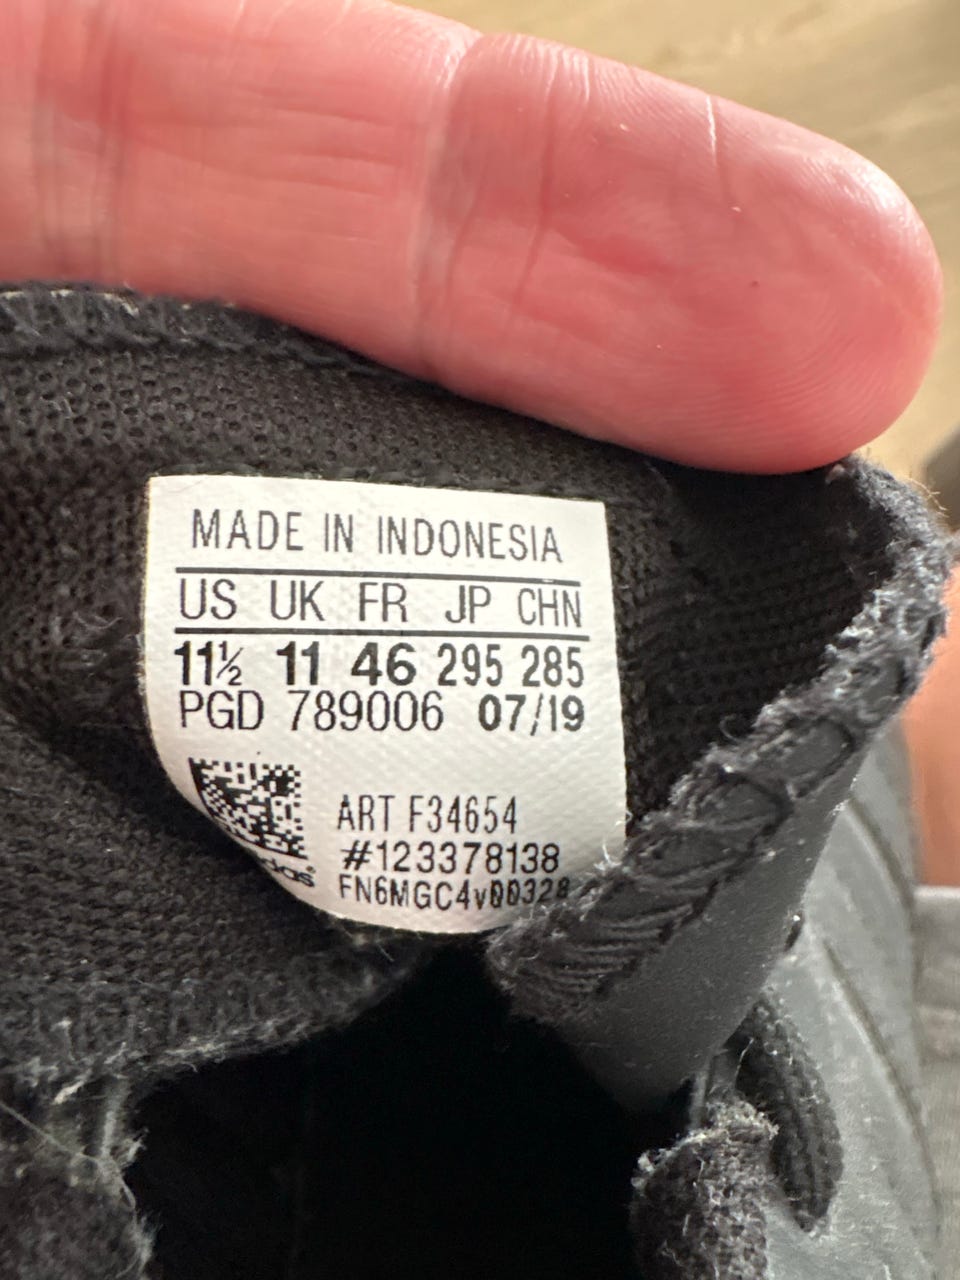 MADE IN INDONESIA
US UK FR JP CHN
11½ 11 46 295 285
PGD 789006 07/19
ART F34654
#123378138